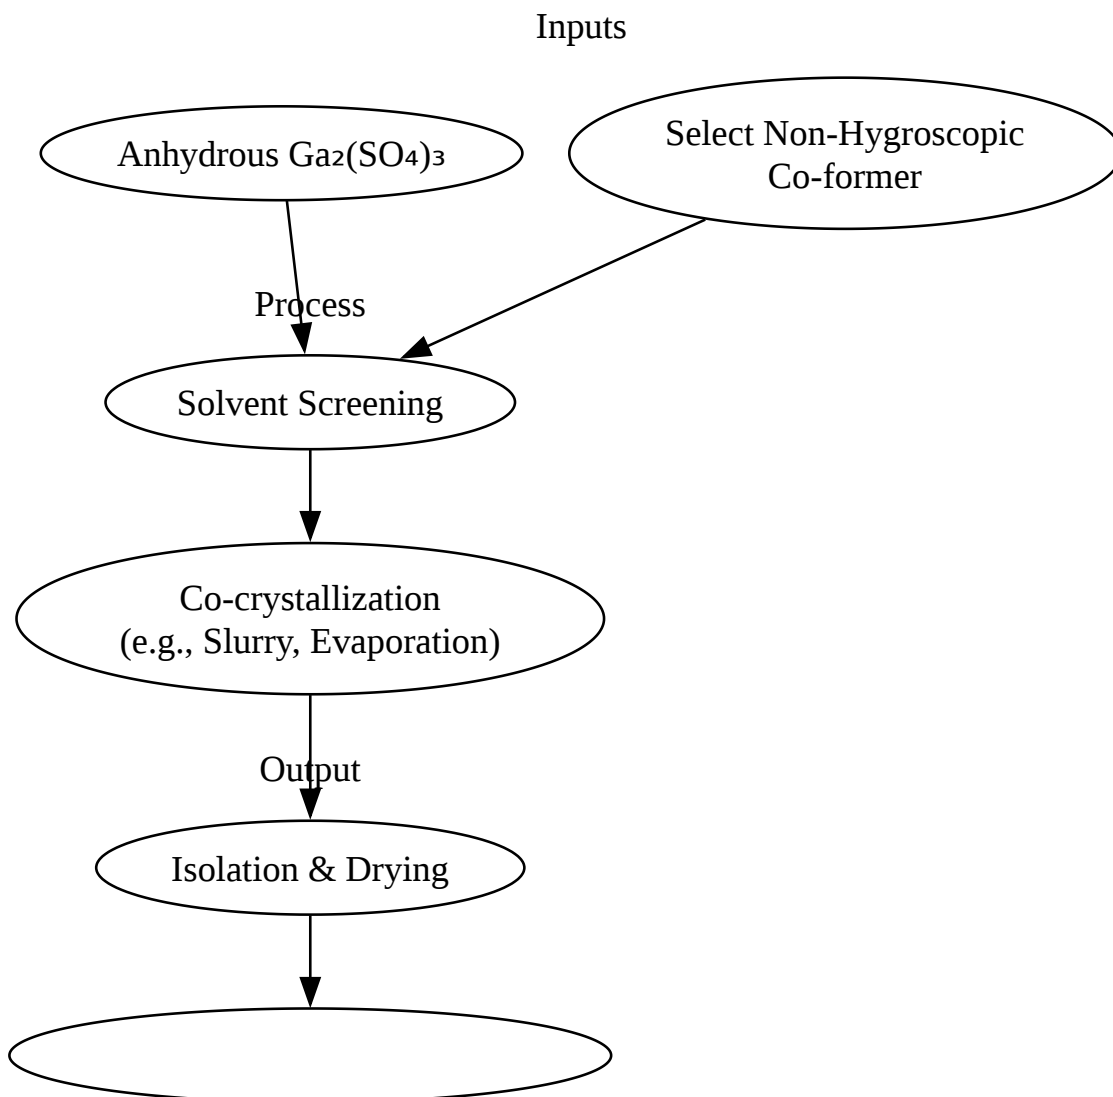 Inputs
Anhydrous Ga₂(SO₄)₃
Select Non-Hygroscopic
Co-former
Process
Solvent Screening
Co-crystallization
(e.g., Slurry, Evaporation)
Output
Isolation & Drying